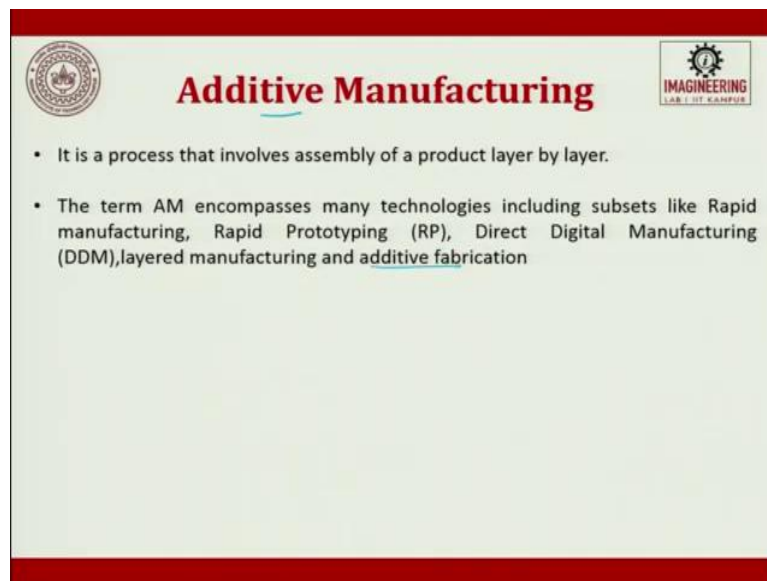 Additive Manufacturing
IMAGINEERING
LAB | IIT KANPUR
• It is a process that involves assembly of a product layer by layer.
• The term AM encompasses many technologies including subsets like Rapid
manufacturing, Rapid Prototyping (RP), Direct Digital Manufacturing
(DDM),layered manufacturing and additive fabrication